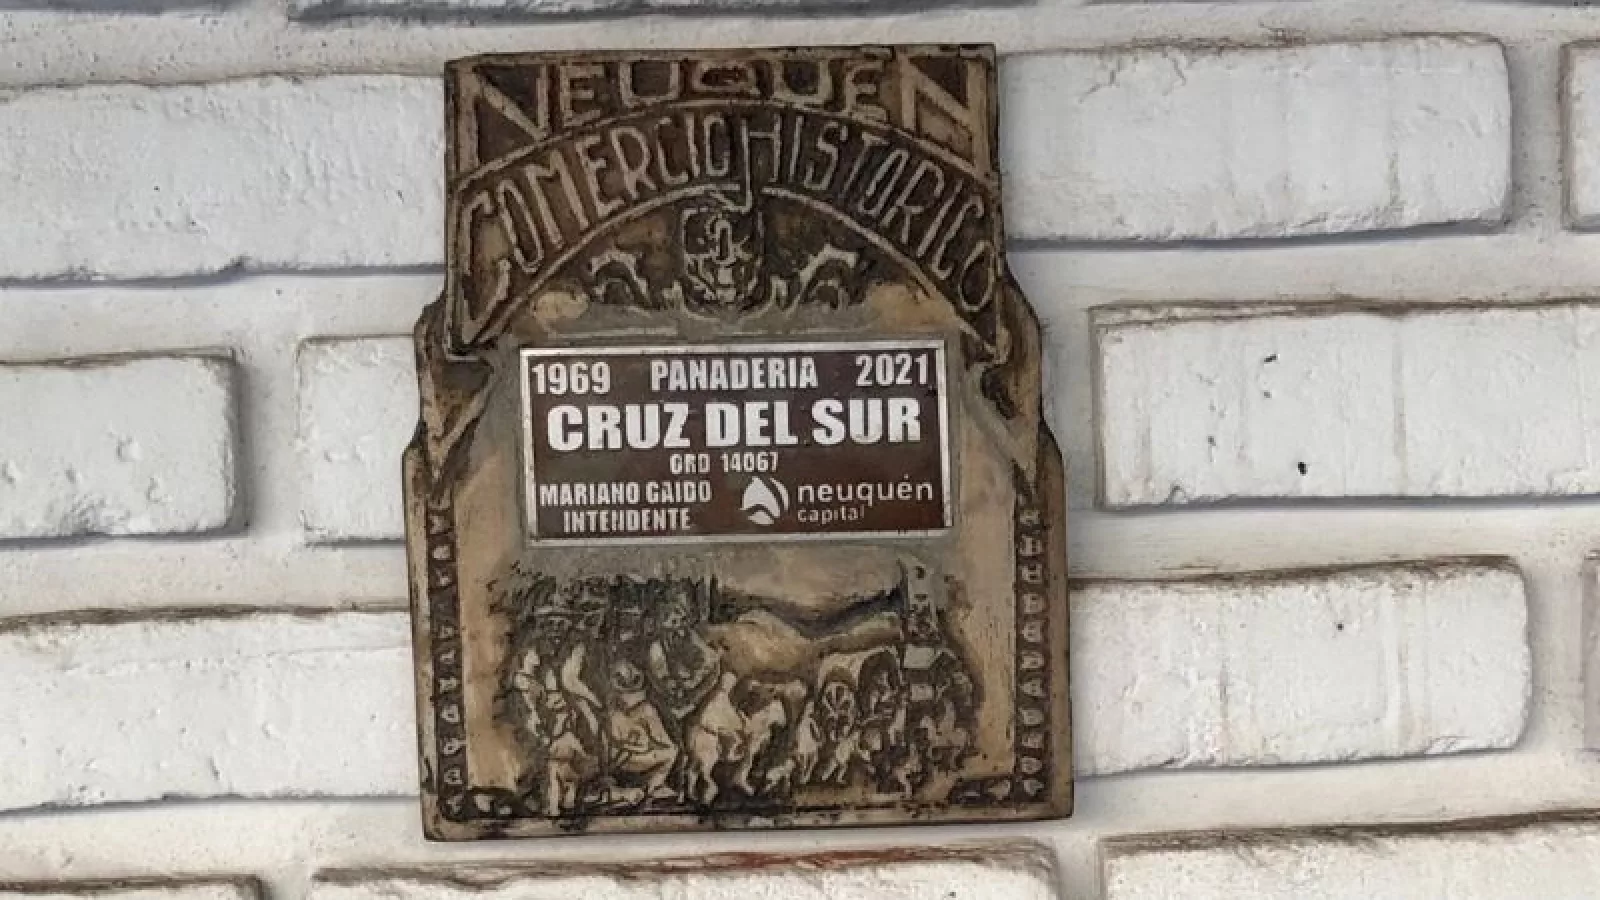 NEUQUEN
COMERCIO HISTORICO
1969 PANADERIA 2021
CRUZ DEL SUR
ORD 14067
MARIANO GAIDO
INTENDENTE
neuquén
capital